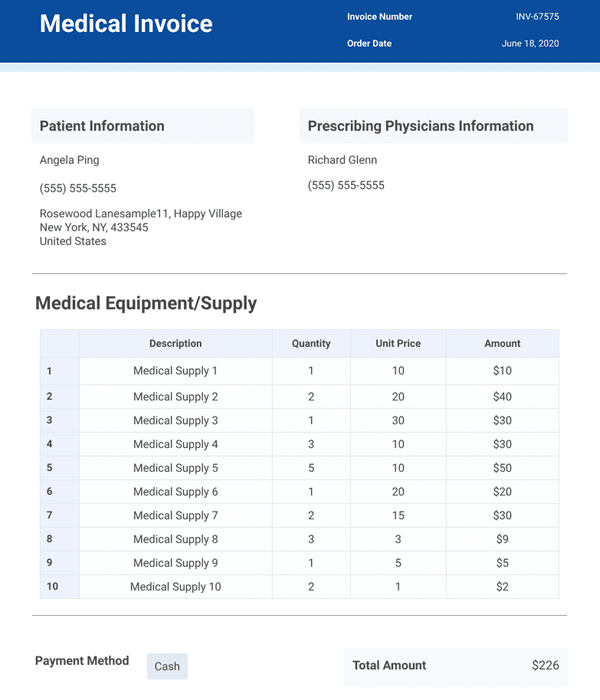 Medical Invoice
Invoice Number INV-67575
Order Date June 18, 2020
Patient Information
Angela Ping
(555) 555-5555
Rosewood Lanesample11, Happy Village
New York, NY, 433545
United States
Prescribing Physicians Information
Richard Glenn
(555) 555-5555
Medical Equipment/Supply
Description Quantity Unit Price Amount
1 Medical Supply 1 1 10 $10
2 Medical Supply 2 2 20 $40
3 Medical Supply 3 1 30 $30
4 Medical Supply 4 3 10 $30
5 Medical Supply 5 5 10 $50
6 Medical Supply 6 1 20 $20
7 Medical Supply 7 2 15 $30
8 Medical Supply 8 3 3 $9
9 Medical Supply 9 1 5 $5
10 Medical Supply 10 2 1 $2
Payment Method Cash
Total Amount $226